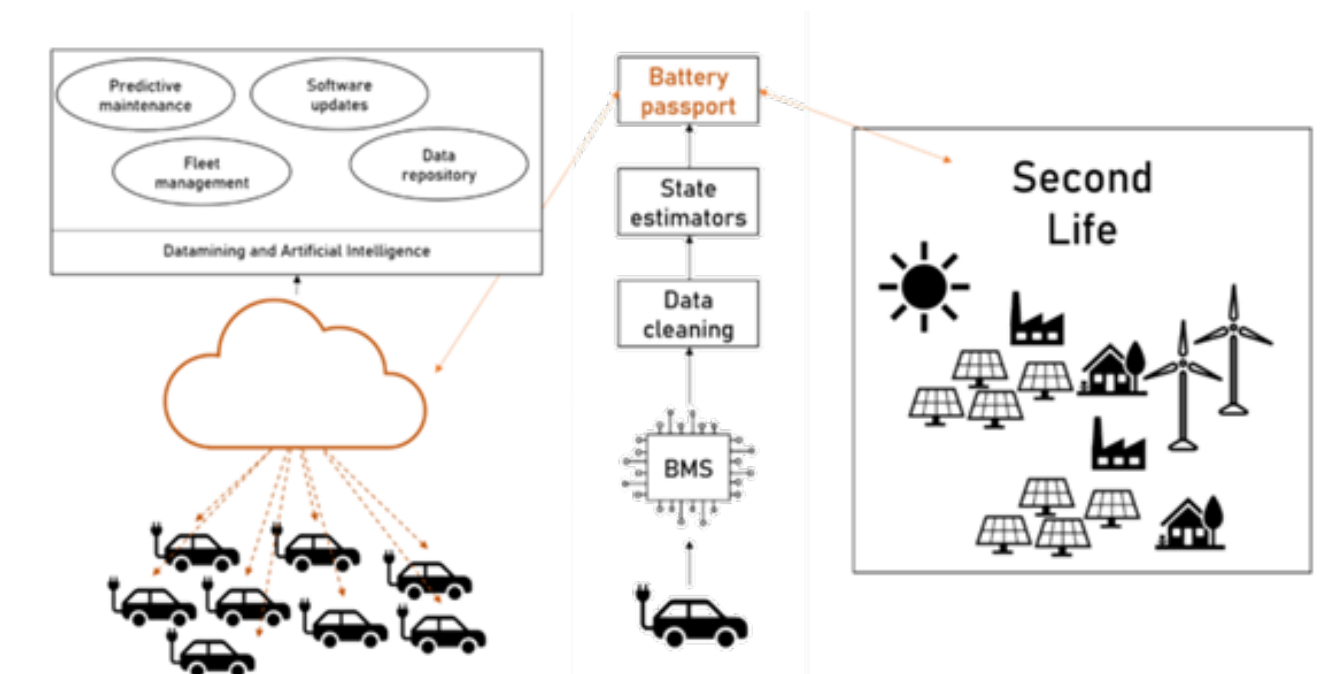 Predictive
maintenance
Software
updates
Fleet
management
Data
repository
Datamining and Artificial Intelligence
Battery
passport
State
estimators
Data
cleaning
BMS
Second
Life